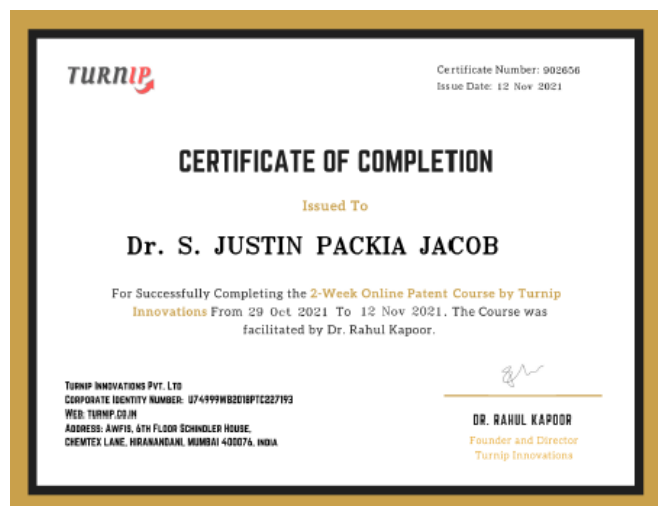 TURNIP
Certificate Number: 902656
Issue Date: 12 Nov 2021
CERTIFICATE OF COMPLETION
Issued To
Dr. S. JUSTIN PACKIA JACOB
For Successfully Completing the 2-Week Online Patent Course by Turnip
Innovations From 29 Oct 2021 To 12 Nov 2021. The Course was
facilitated by Dr. Rahul Kapoor.
TURNIP INNOVATIONS PVT. LTD
CORPORATE IDENTITY NUMBER: U74999WB2018PTC227193
WEB: TURNIP.CO.IN
ADDRESS: AWFIS, 6TH FLOOR SCHINDLER HOUSE,
CHEMTEX LANE, HIRANANDANI, MUMBAI 400076, INDIA
DR. RAHUL KAPOOR
Founder and Director
Turnip Innovations